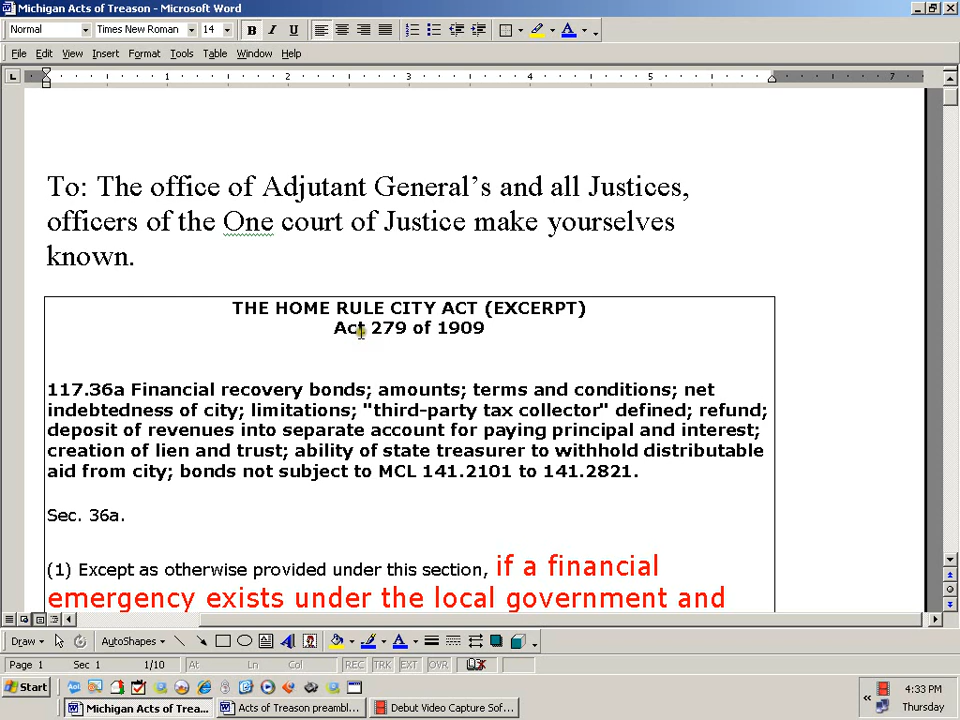 Michigan Acts of Treason - Microsoft Word
Normal Times New Roman 14 B I U
File Edit View Insert Format Tools Table Window Help
1 2 3 4 5 7
To: The office of Adjutant General’s and all Justices,
officers of the One court of Justice make yourselves
known.
THE HOME RULE CITY ACT (EXCERPT)
Act 279 of 1909
117.36a Financial recovery bonds; amounts; terms and conditions; net
indebtedness of city; limitations; "third-party tax collector" defined; refund;
deposit of revenues into separate account for paying principal and interest;
creation of lien and trust; ability of state treasurer to withhold distributable
aid from city; bonds not subject to MCL 141.2101 to 141.2821.
Sec. 36a.
(1) Except as otherwise provided under this section, if a financial
emergency exists under the local government and
Draw AutoShapes
Page 1 Sec 1 1/10 At Ln Col REC TRK EXT OVR
Start 4:33 PM
Michigan Acts of Trea... Acts of Treason preambl... Debut Video Capture Sof... Thursday